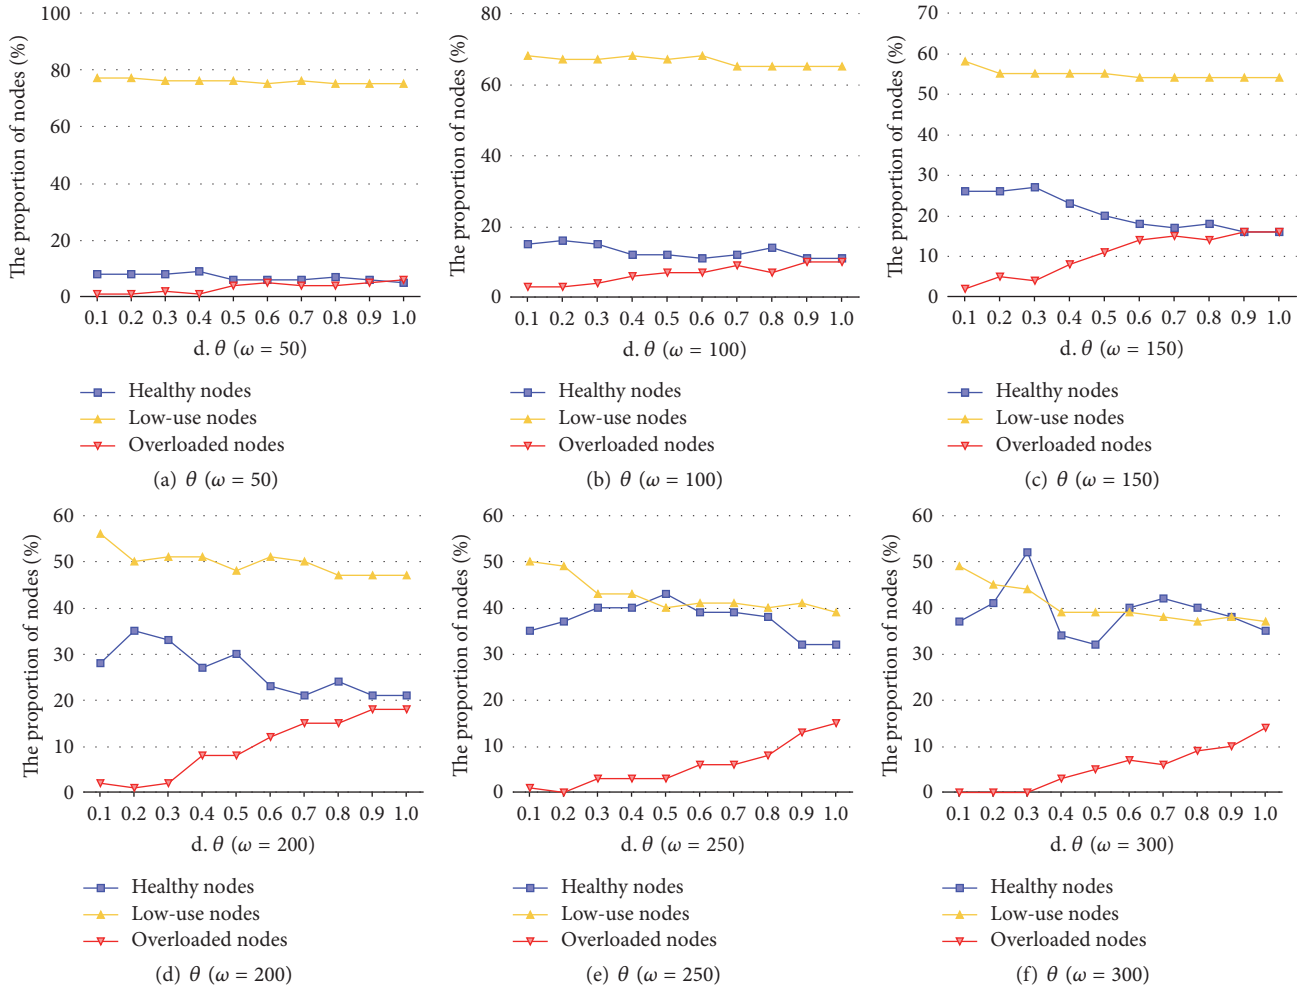 The proportion of nodes (%)
100
80
60
40
20
0
0.1 0.2 0.3 0.4 0.5 0.6 0.7 0.8 0.9 1.0
d. θ (ω = 50)
Healthy nodes
Low-use nodes
Overloaded nodes
(a) θ (ω = 50)
The proportion of nodes (%)
80
60
40
20
0
0.1 0.2 0.3 0.4 0.5 0.6 0.7 0.8 0.9 1.0
d. θ (ω = 100)
Healthy nodes
Low-use nodes
Overloaded nodes
(b) θ (ω = 100)
The proportion of nodes (%)
70
60
50
40
30
20
10
0
0.1 0.2 0.3 0.4 0.5 0.6 0.7 0.8 0.9 1.0
d. θ (ω = 150)
Healthy nodes
Low-use nodes
Overloaded nodes
(c) θ (ω = 150)
The proportion of nodes (%)
60
50
40
30
20
10
0
0.1 0.2 0.3 0.4 0.5 0.6 0.7 0.8 0.9 1.0
d. θ (ω = 200)
Healthy nodes
Low-use nodes
Overloaded nodes
(d) θ (ω = 200)
The proportion of nodes (%)
60
50
40
30
20
10
0
0.1 0.2 0.3 0.4 0.5 0.6 0.7 0.8 0.9 1.0
d. θ (ω = 250)
Healthy nodes
Low-use nodes
Overloaded nodes
(e) θ (ω = 250)
The proportion of nodes (%)
60
50
40
30
20
10
0
0.1 0.2 0.3 0.4 0.5 0.6 0.7 0.8 0.9 1.0
d. θ (ω = 300)
Healthy nodes
Low-use nodes
Overloaded nodes
(f) θ (ω = 300)